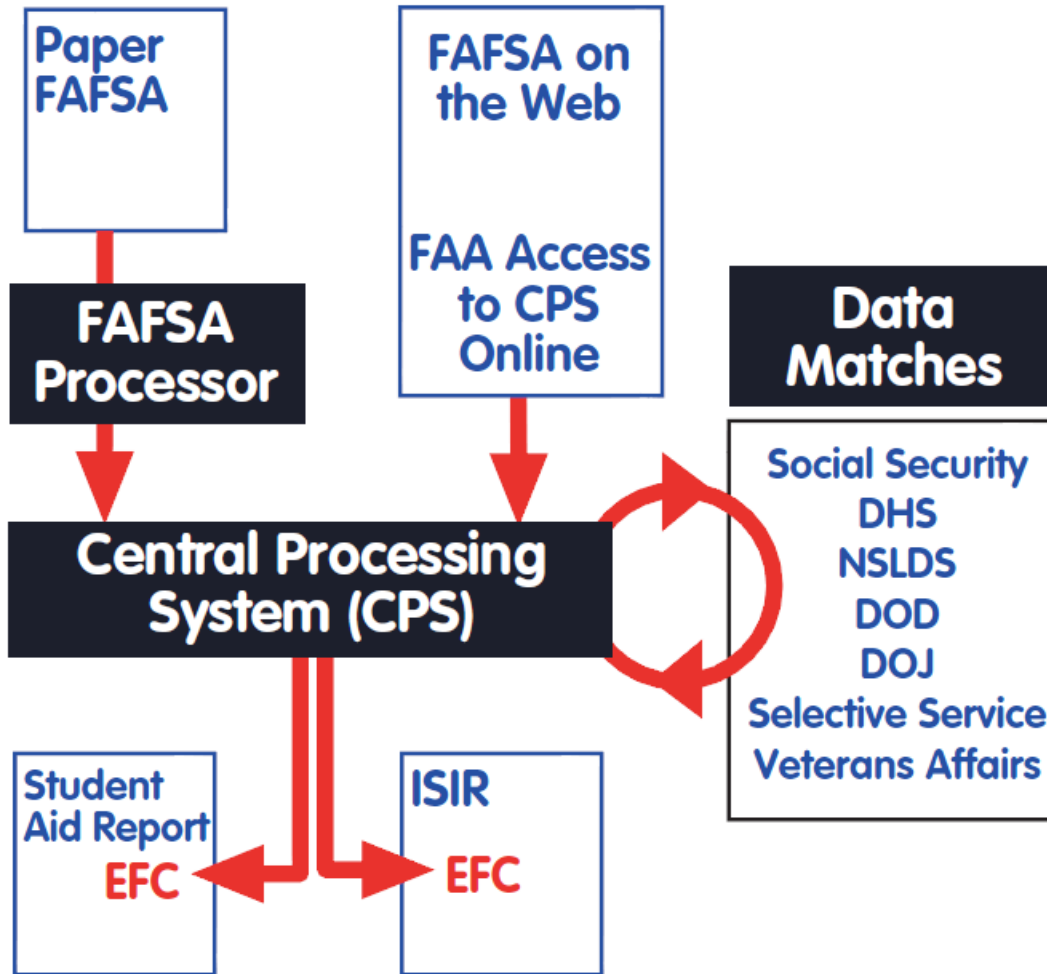 Paper
FAFSA
FAFSA on
the Web
FAA Access
to CPS
Online
FAFSA
Processor
Data
Matches
Social Security
DHS
NSLDS
DOD
DOJ
Selective Service
Veterans Affairs
Central Processing
System (CPS)
Student
Aid Report
EFC
ISIR
EFC